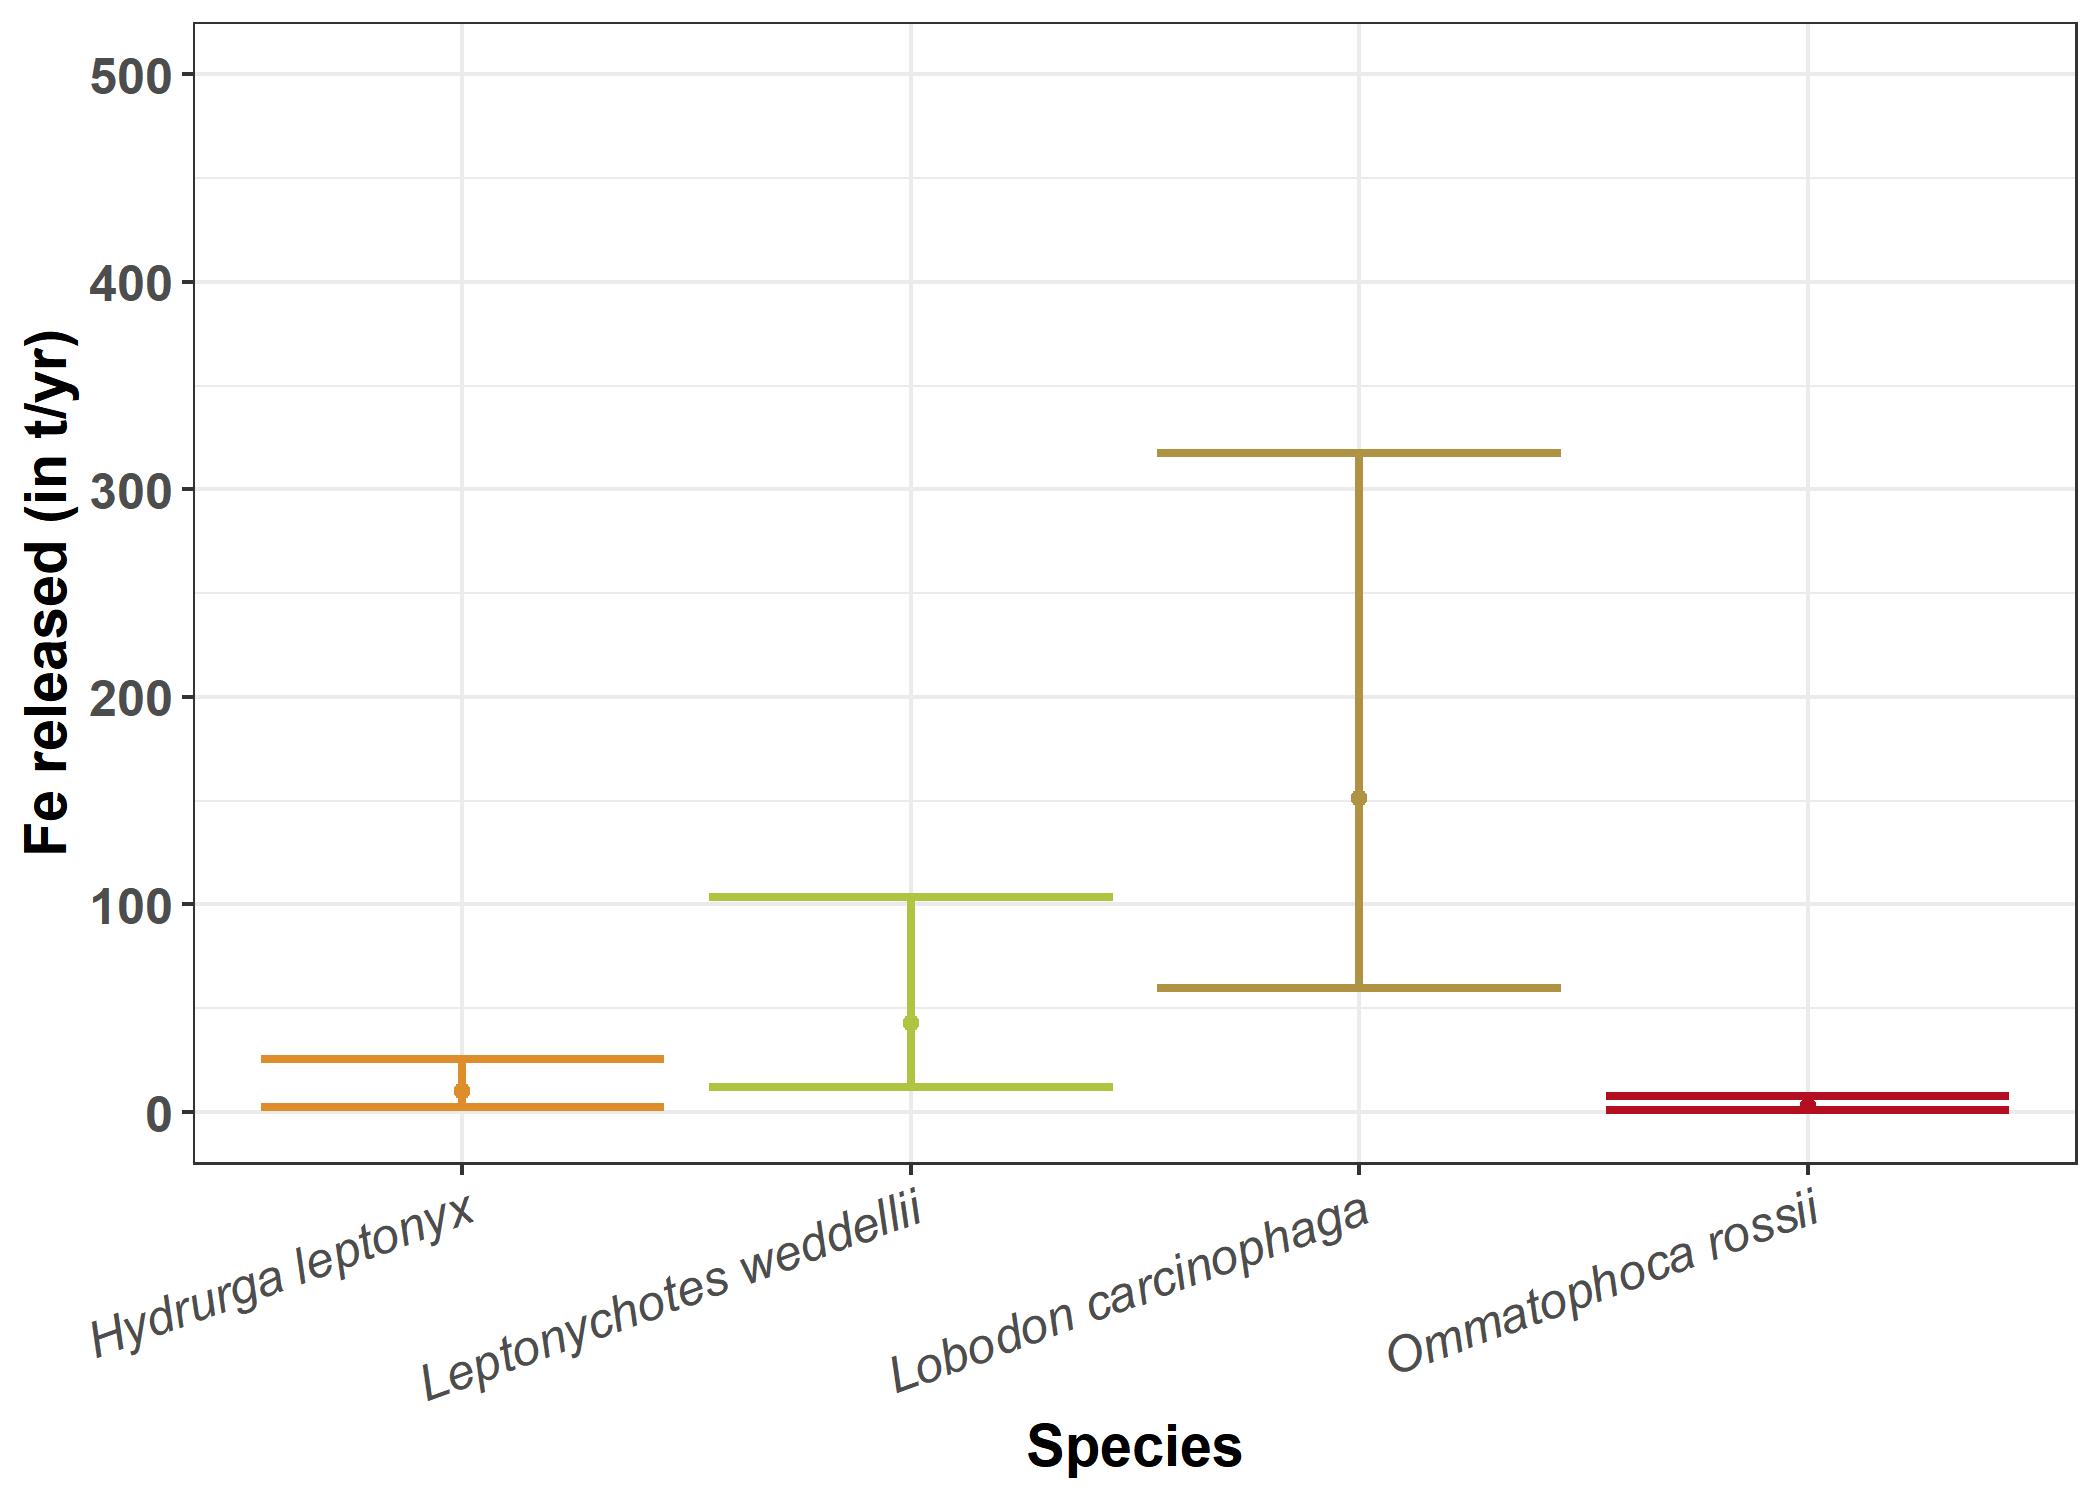 Fe released (in t/yr)
500
400
300
200
100
0
Hydrurga leptonyx
Leptonychotes weddellii
Lobodon carcinophaga
Ommatophoca rossii
Species